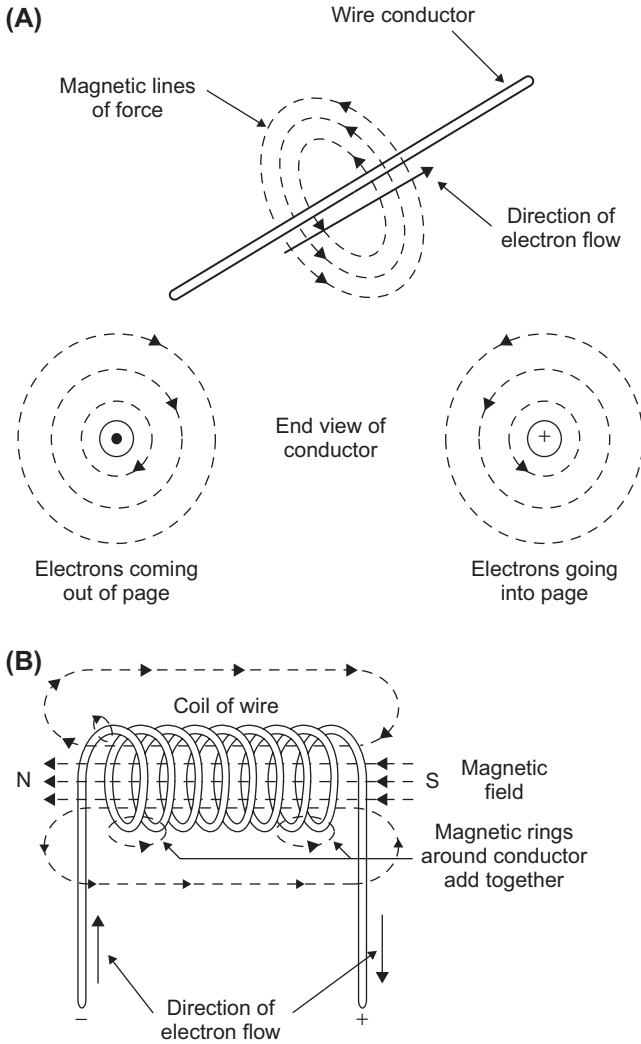 (A)
Wire conductor
Magnetic lines
of force
Direction of
electron flow
End view of
conductor
+
Electrons coming
out of page
Electrons going
into page
(B)
Coil of wire
N
S
Magnetic
field
Magnetic rings
around conductor
add together
Direction of
electron flow
−
+